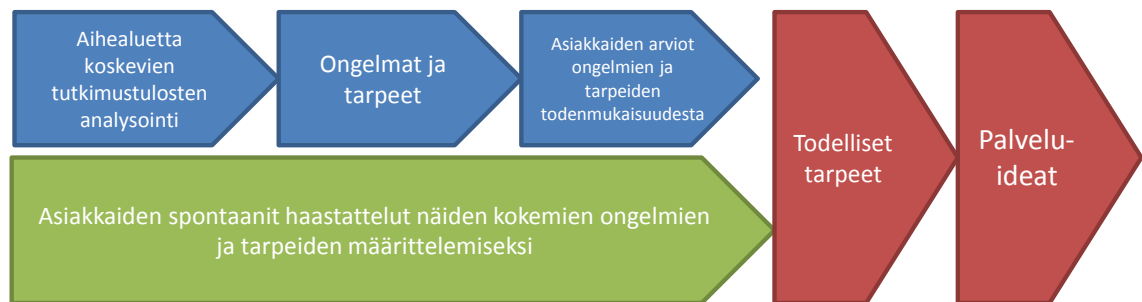 Aihealuetta
koskevien
tutkimustulosten
analysointi
Ongelmat ja
tarpeet
Asiakkaiden arviot
ongelmien ja
tarpeiden
todenmukaisuudesta
Asiakkaiden spontaanit haastattelut näiden kokemien ongelmien
ja tarpeiden määrittelemiseksi
Todelliset
tarpeet
Palvelu-
ideat